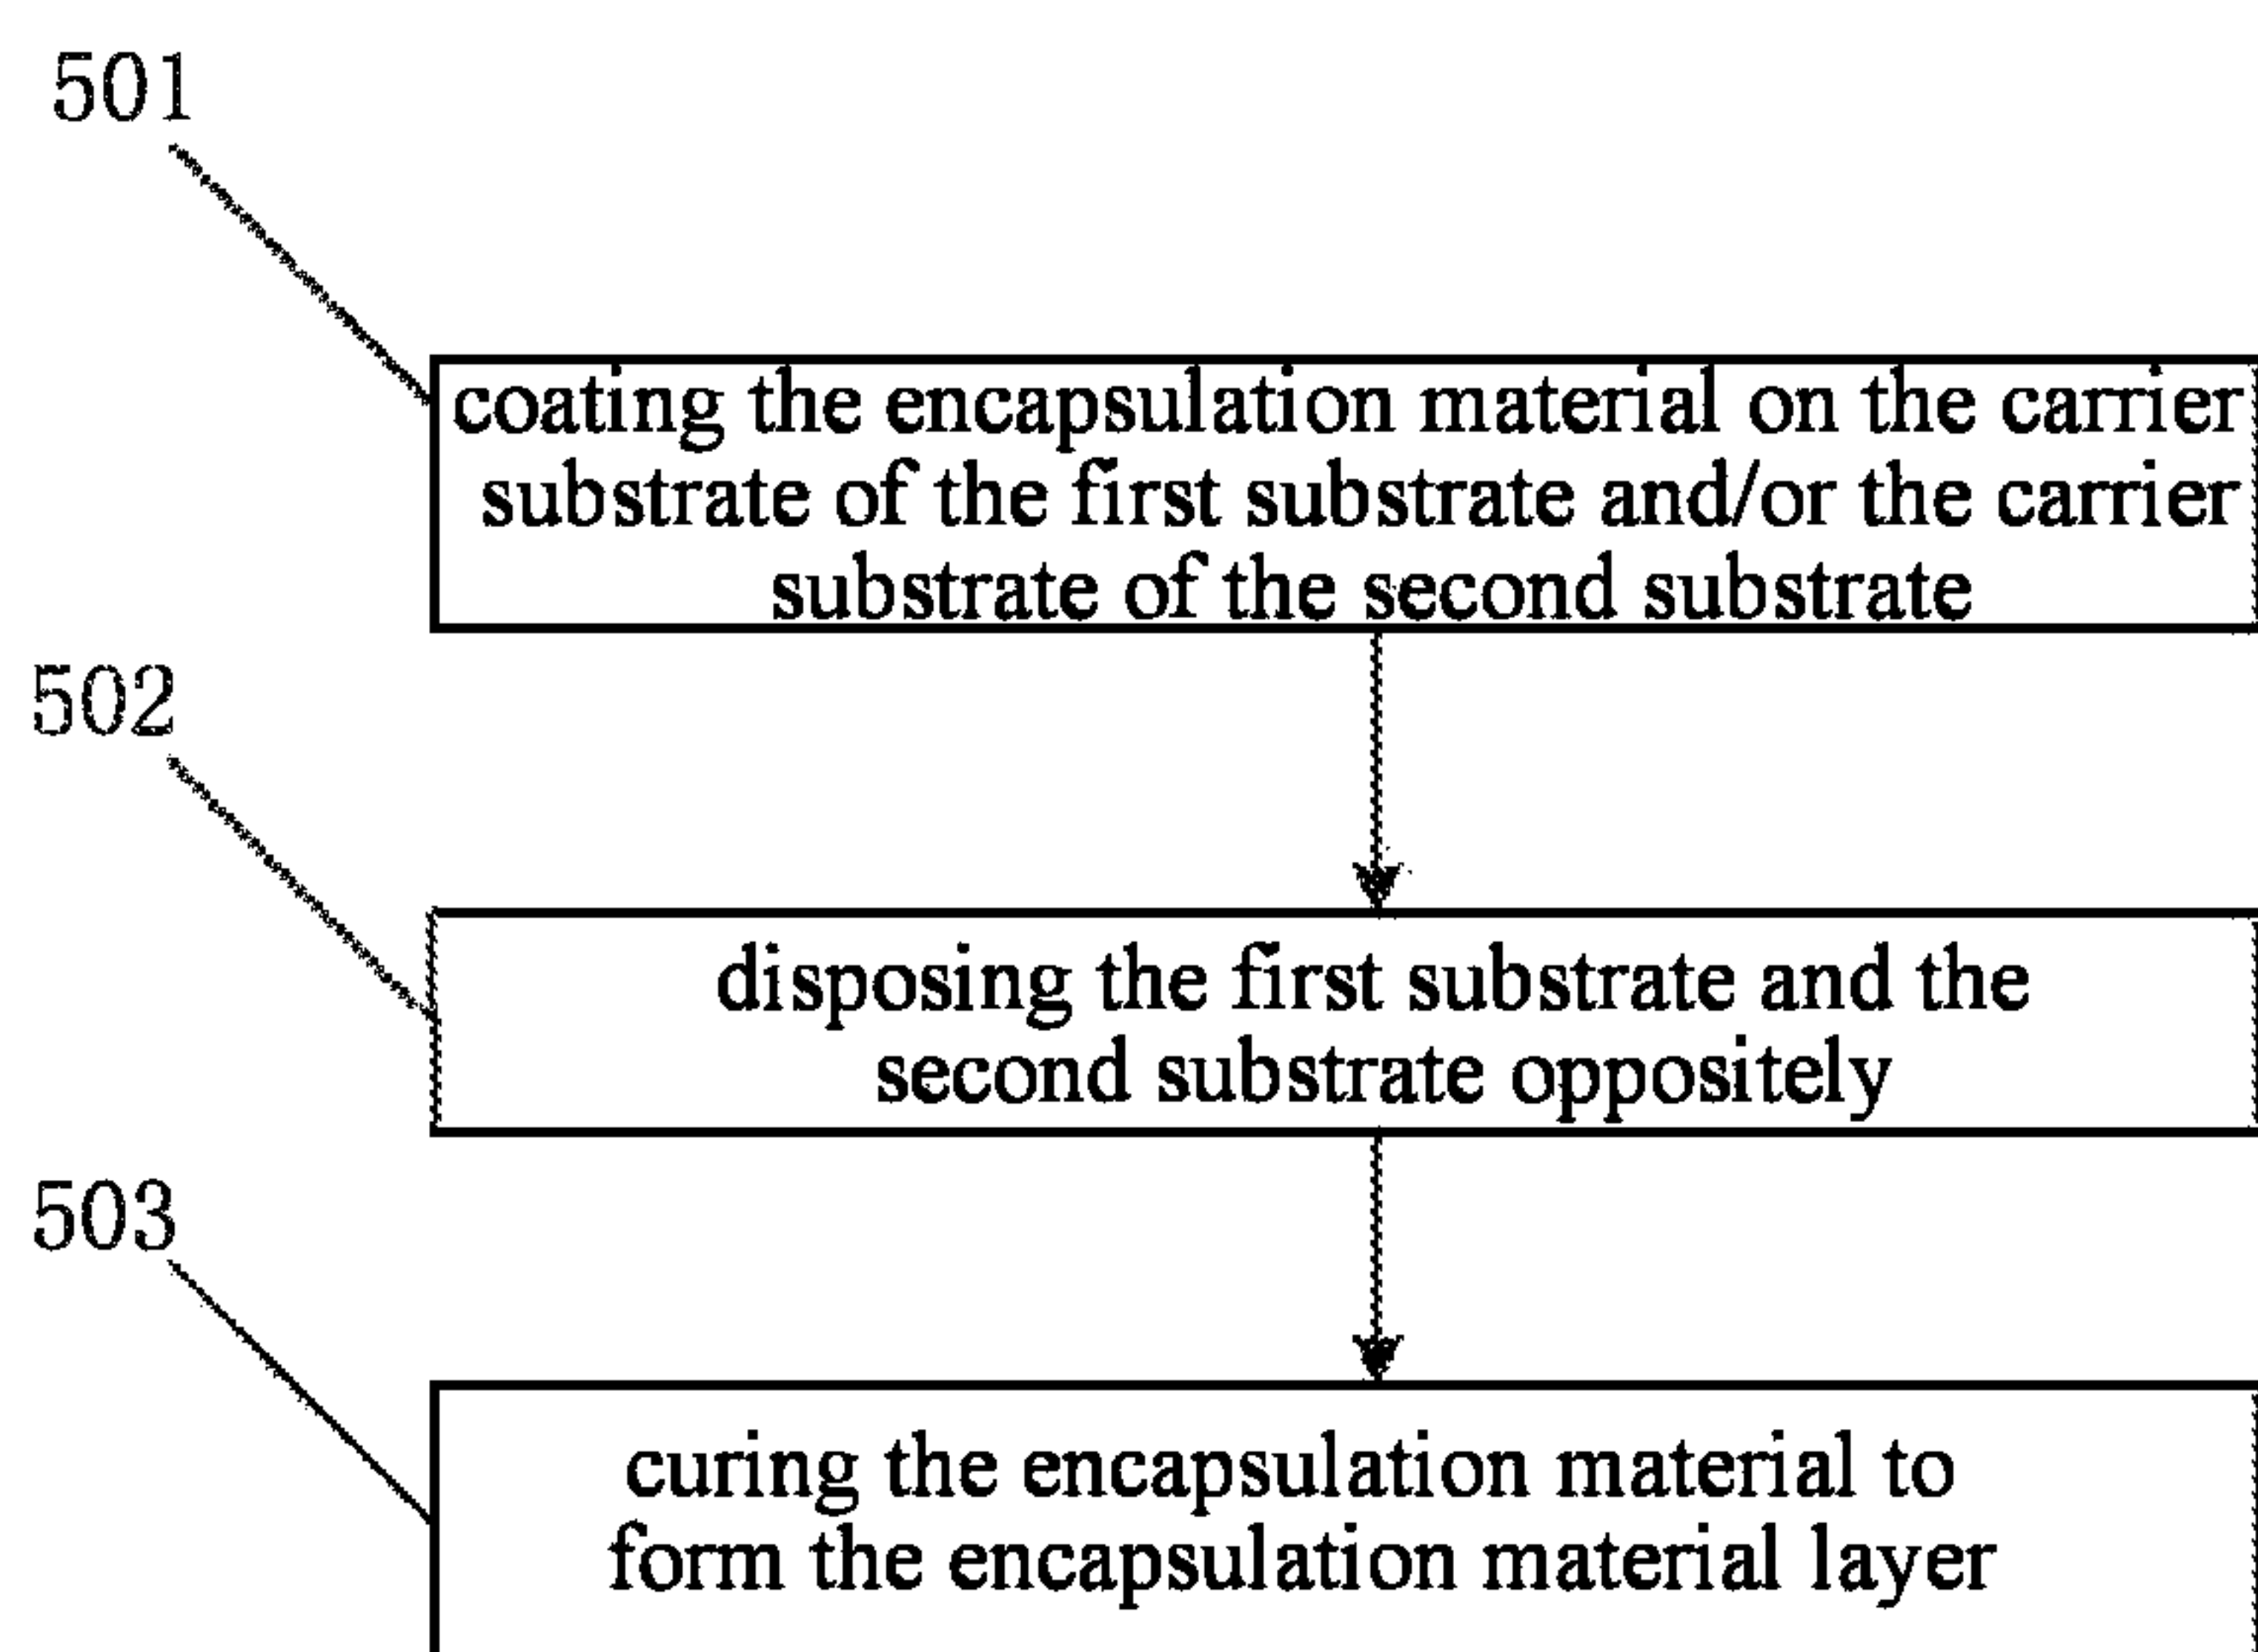 501
coating the encapsulation material on the carrier
substrate of the first substrate and/or the carrier
substrate of the second substrate
502
disposing the first substrate and the
second substrate oppositely
503
curing the encapsulation material to
form the encapsulation material layer